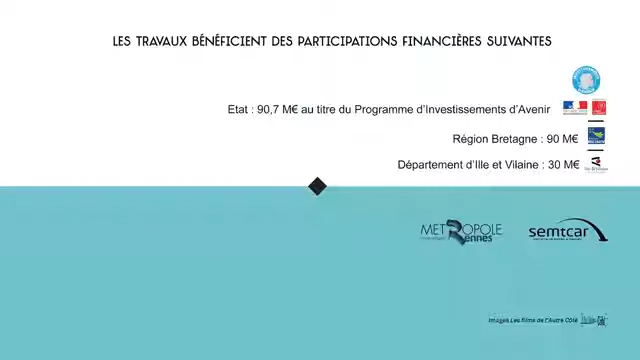 LES TRAVAUX BÉNÉFICIENT DES PARTICIPATIONS FINANCIÈRES SUIVANTES
Etat : 90,7 M€ au titre du Programme d'Investissements d'Avenir
Région Bretagne : 90 M€
Département d'Ille et Vilaine : 30 M€
METROPOLE
Rennes
semtcar
Images Les films de l'Autre Côté